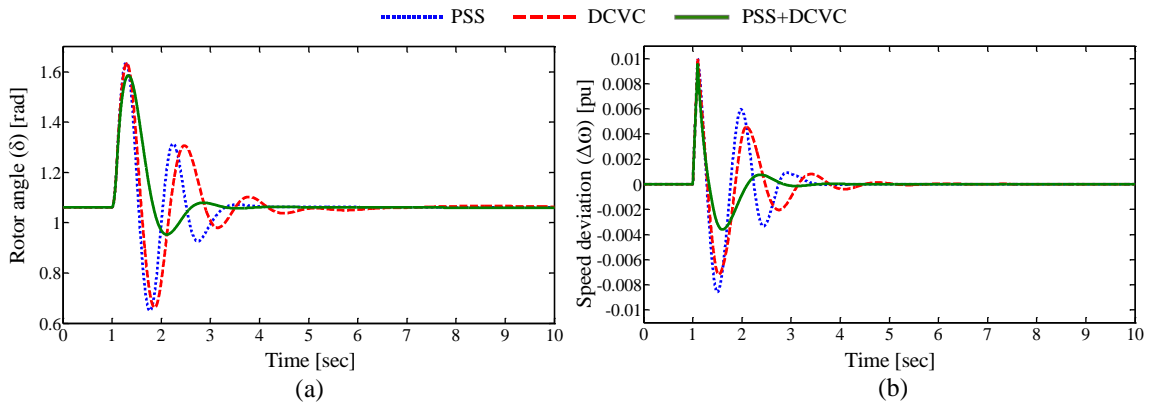 PSS DCVC PSS+DCVC
Rotor angle (δ) [rad]
1.6
1.4
1.2
1
0.8
0.6
0 1 2 3 4 5 6 7 8 9 10
Time [sec]
(a)
Speed deviation (Δω) [pu]
0.01
0.008
0.006
0.004
0.002
0
-0.002
-0.004
-0.006
-0.008
-0.01
0 1 2 3 4 5 6 7 8 9 10
Time [sec]
(b)